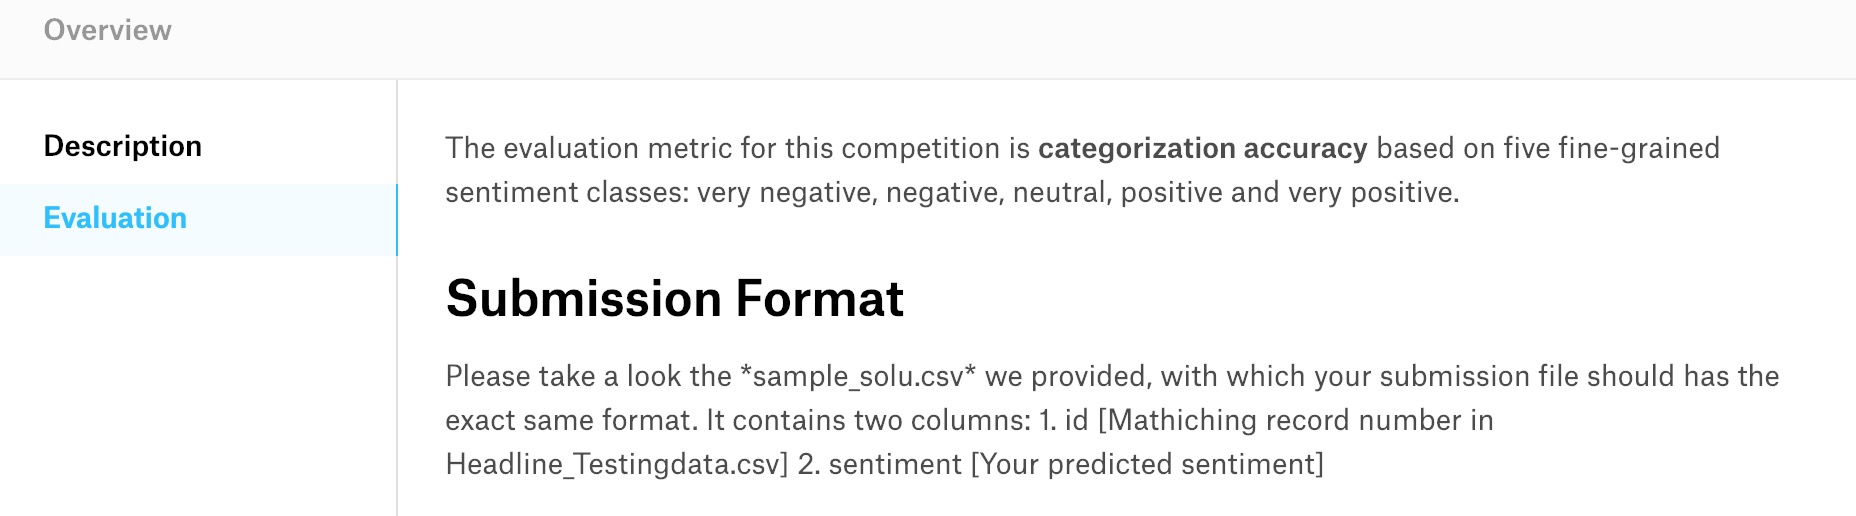 Overview
Description
Evaluation
The evaluation metric for this competition is categorization accuracy based on five fine-grained
sentiment classes: very negative, negative, neutral, positive and very positive.
Submission Format
Please take a look the *sample_solu.csv* we provided, with which your submission file should has the
exact same format. It contains two columns: 1. id [Mathiching record number in
Headline_Testingdata.csv] 2. sentiment [Your predicted sentiment]